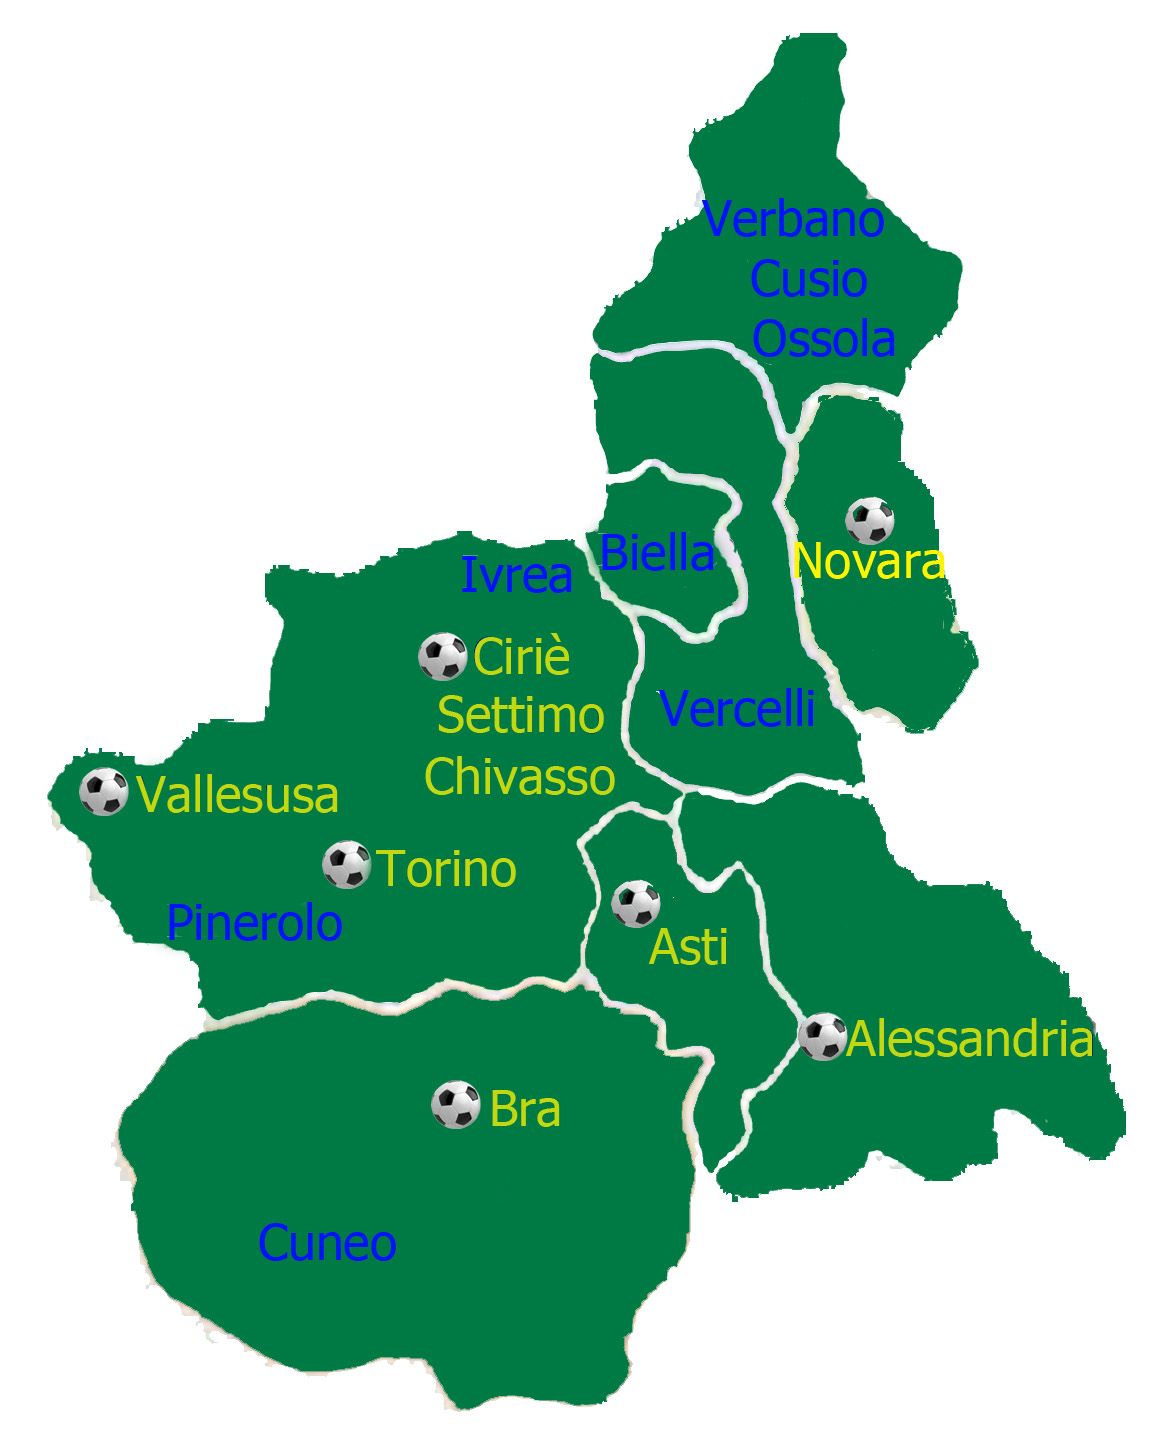 Verbano
Cusio
Ossola
Biella
Novara
Ivrea
Ciriè
Settimo
Chivasso
Vercelli
Vallesusa
Torino
Pinerolo
Asti
Alessandria
Bra
Cuneo